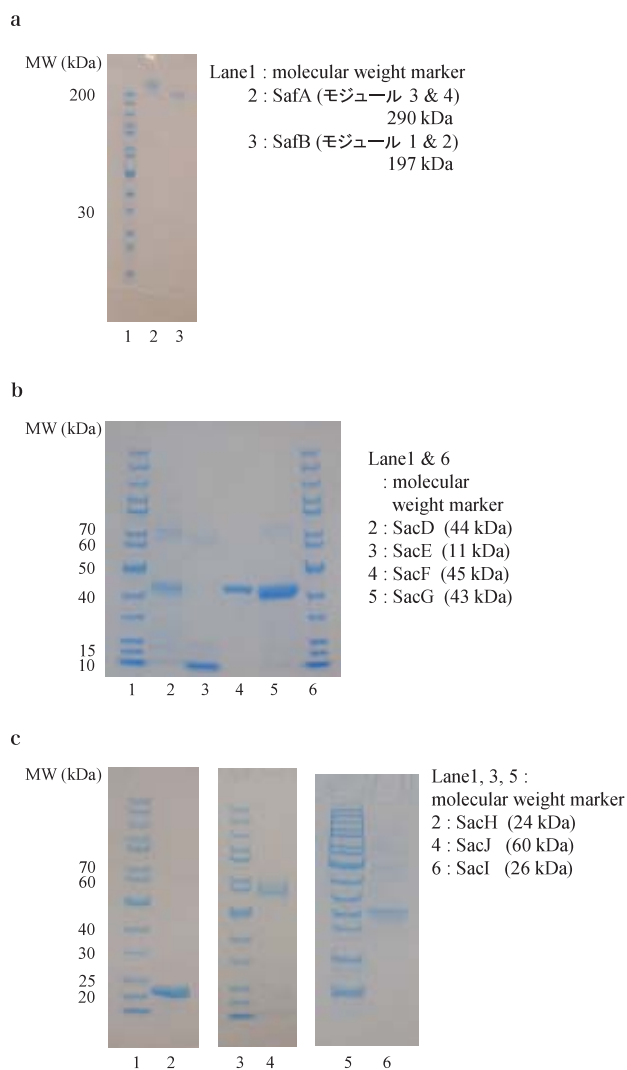 a
MW (kDa)
200
30
1 2 3
Lane1 : molecular weight marker
2 : SafA (モジュール 3 & 4)
290 kDa
3 : SafB (モジュール 1 & 2)
197 kDa
b
MW (kDa)
70
60
50
40
15
10
1 2 3 4 5 6
Lane1 & 6
: molecular
weight marker
2 : SacD (44 kDa)
3 : SacE (11 kDa)
4 : SacF (45 kDa)
5 : SacG (43 kDa)
c
MW (kDa)
70
60
40
30
25
20
1 2 3 4 5 6
Lane1, 3, 5 :
molecular weight marker
2 : SacH (24 kDa)
4 : SacJ (60 kDa)
6 : SacI (26 kDa)